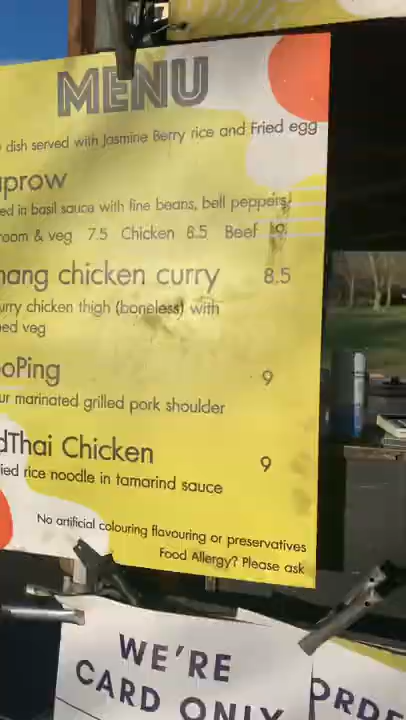 MENU
dish served with Jasmine Berry rice and Fried egg
aprow
ed in basil sauce with fine beans, bell peppers,
room & veg 7.5 Chicken 8.5 Beef 9
nang chicken curry 8.5
urry chicken thigh (boneless) with
ed veg
oPing 9
ur marinated grilled pork shoulder
dThai Chicken 9
ied rice noodle in tamarind sauce
No artificial colouring flavouring or preservatives
Food Allergy? Please ask
WE'RE
CARD ONLY
ORDE